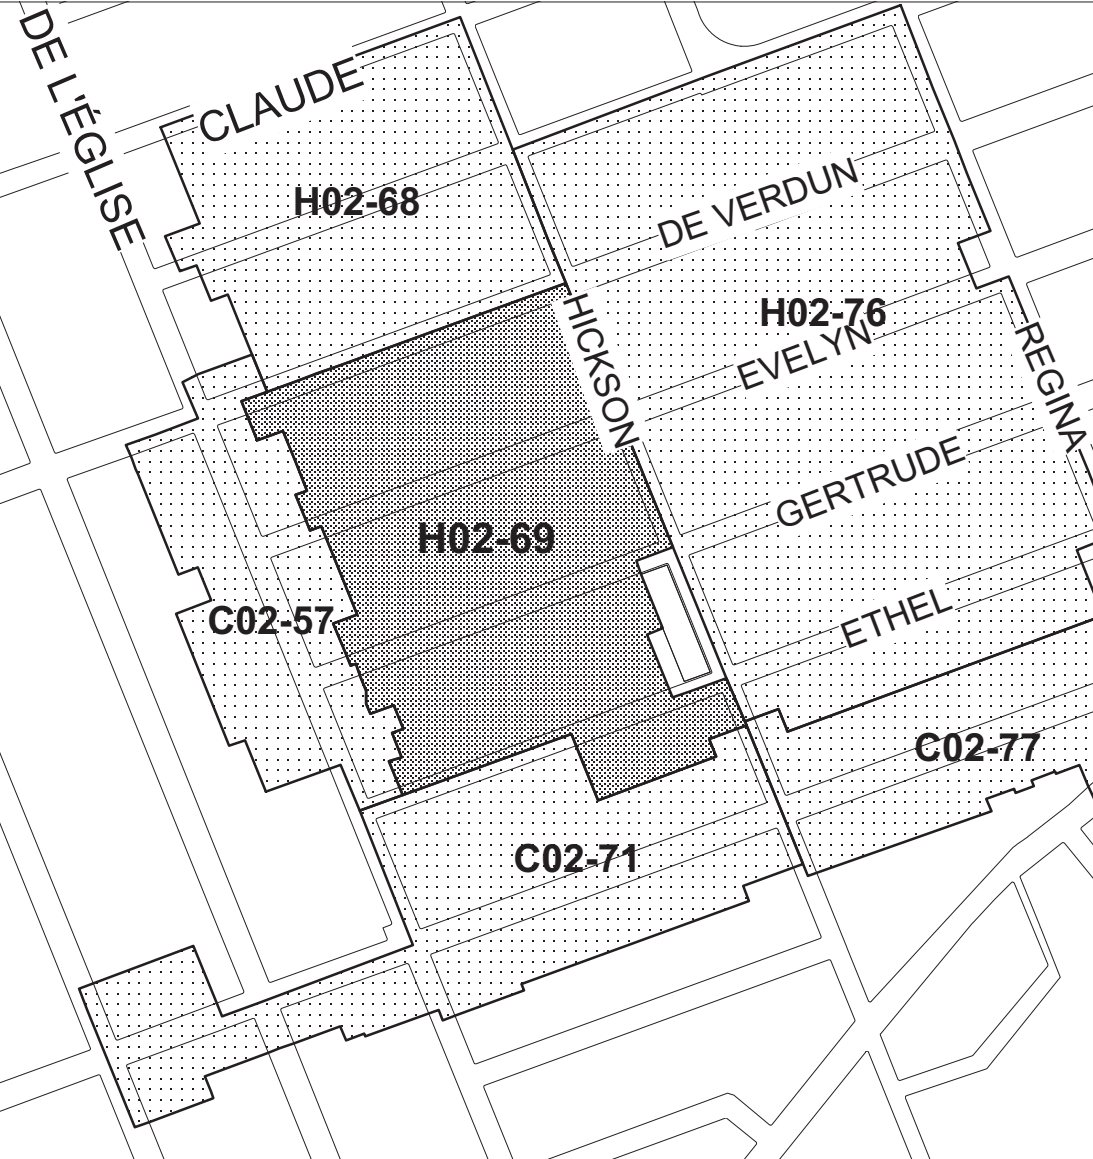 DE L'ÉGLISE
CLAUDE
H02-68
DE VERDUN
H02-76
EVELYN
HICKSON
REGINA
GERTRUDE
H02-69
ETHEL
C02-57
C02-77
C02-71